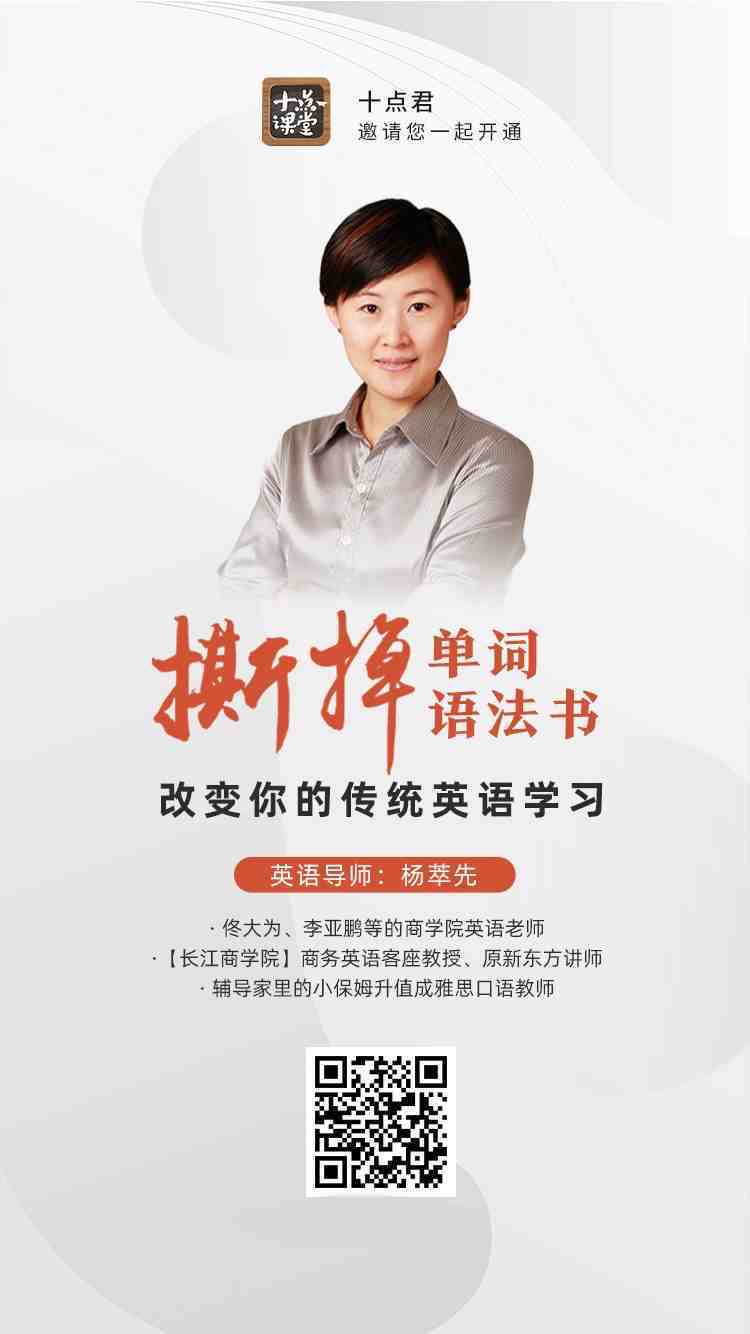 十点课堂
十点君
邀请您一起开通
撕掉单词语法书
改变你的传统英语学习
英语导师：杨萃先
·佟大为、李亚鹏等的商学院英语老师
·【长江商学院】商务英语客座教授、原新东方讲师
·辅导家里的小保姆升值成雅思口语教师